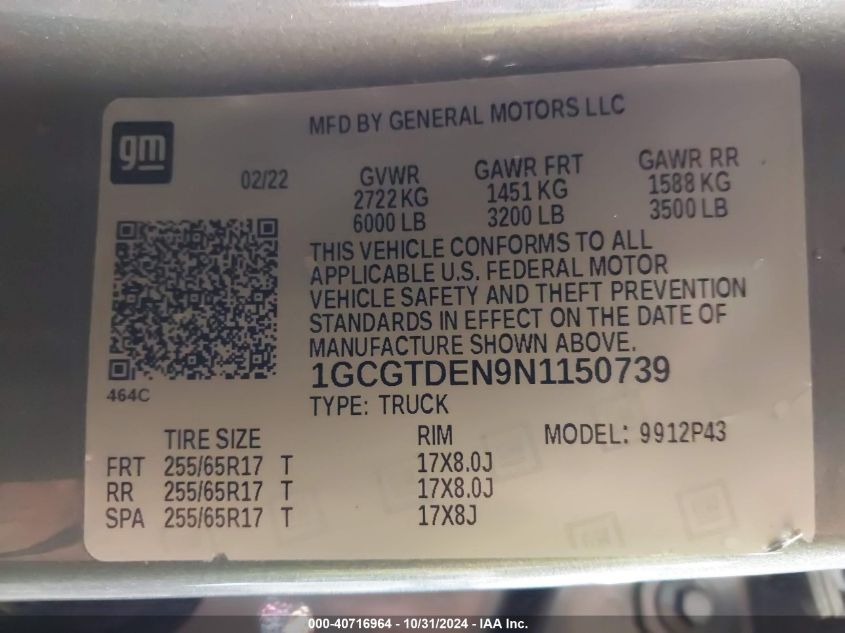 gm
MFD BY GENERAL MOTORS LLC
02/22
GVWR GAWR FRT GAWR RR
2722 KG 1451 KG 1588 KG
6000 LB 3200 LB 3500 LB
THIS VEHICLE CONFORMS TO ALL
APPLICABLE U.S. FEDERAL MOTOR
VEHICLE SAFETY AND THEFT PREVENTION
STANDARDS IN EFFECT ON THE DATE OF
MANUFACTURE SHOWN ABOVE.
1GCGTDEN9N1150739
464C
TYPE: TRUCK
TIRE SIZE RIM MODEL: 9912P43
FRT 255/65R17 T 17X8.0J
RR 255/65R17 T 17X8.0J
SPA 255/65R17 T 17X8J
000-40716964 - 10/31/2024 - IAA Inc.